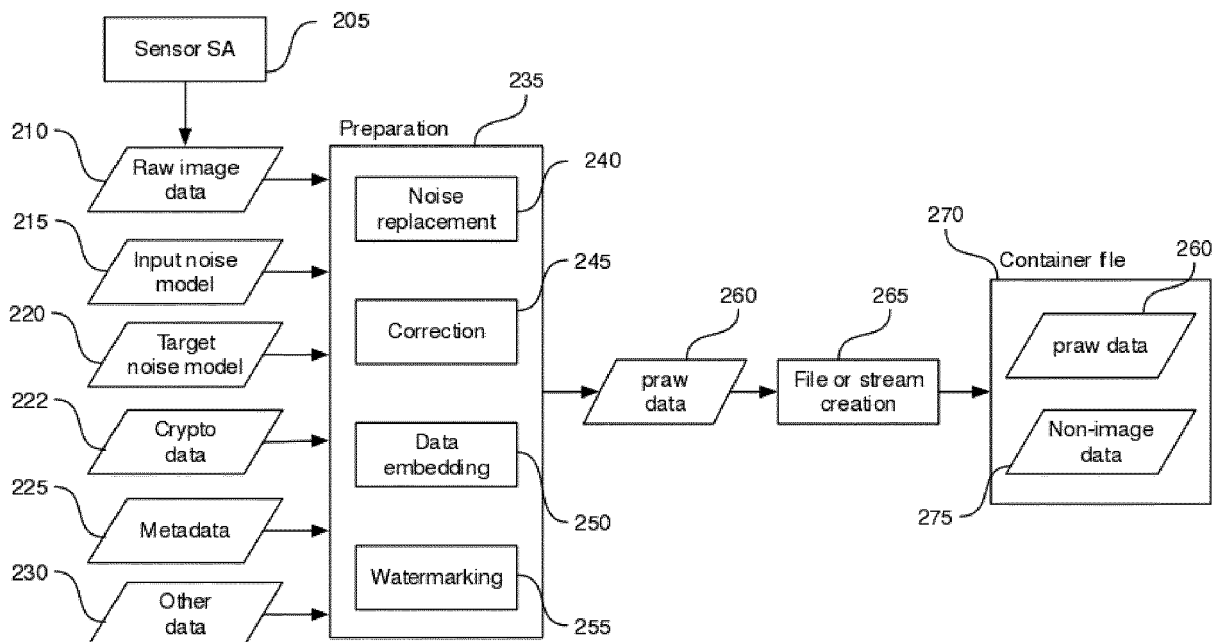 205
Sensor SA
235
210
Preparation
240
Raw image
data
Noise
replacement
270
260
215
Container fle
Input noise
model
245
220
260
265
Target
noise model
Correction
praw data
praw
data
File or stream
creation
222
Crypto
data
Data
embedding
Non-image
data
225
250
275
Metadata
230
Watermarking
Other
data
255